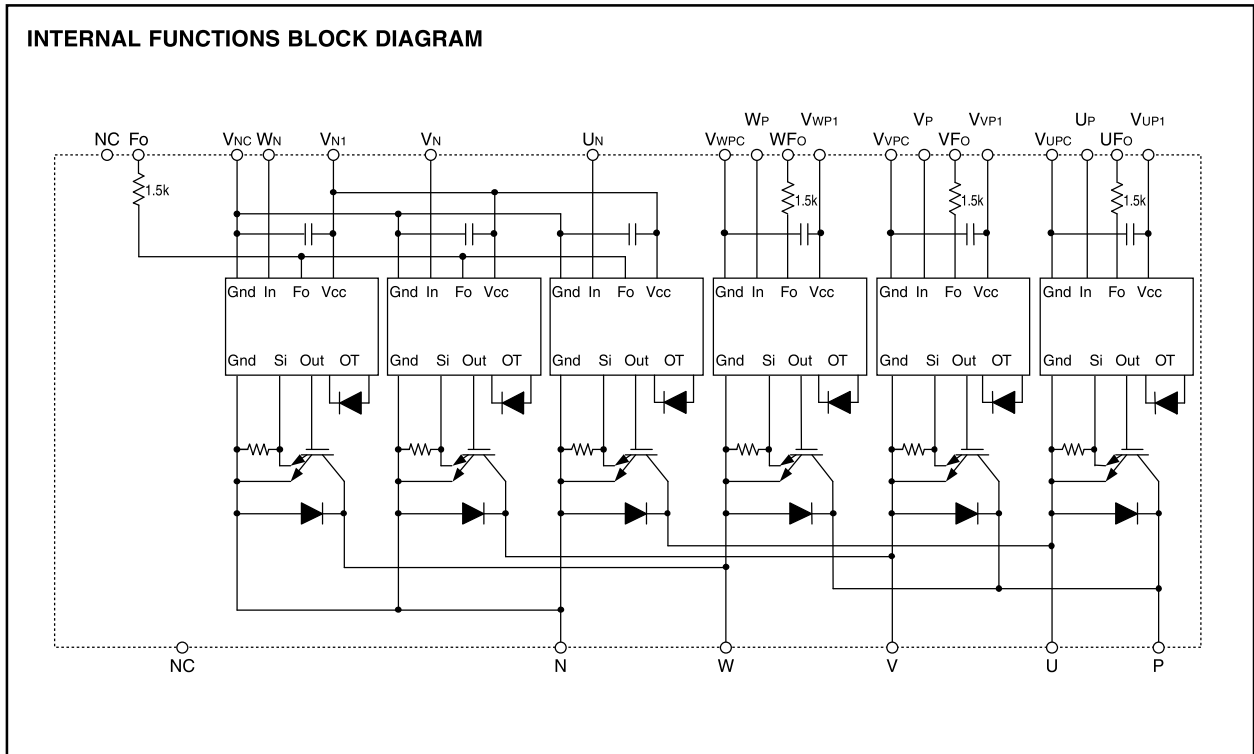 INTERNAL FUNCTIONS BLOCK DIAGRAM
WP VWP1 VP VVP1 UP VUP1
NC Fo VNC WN VN1 VN UN VWPC WFO VVPC VFO VUPC UFO
1.5k 1.5k 1.5k 1.5k
Gnd In Fo Vcc Gnd In Fo Vcc Gnd In Fo Vcc Gnd In Fo Vcc Gnd In Fo Vcc Gnd In Fo Vcc
Gnd Si Out OT Gnd Si Out OT Gnd Si Out OT Gnd Si Out OT Gnd Si Out OT Gnd Si Out OT
NC N W V U P